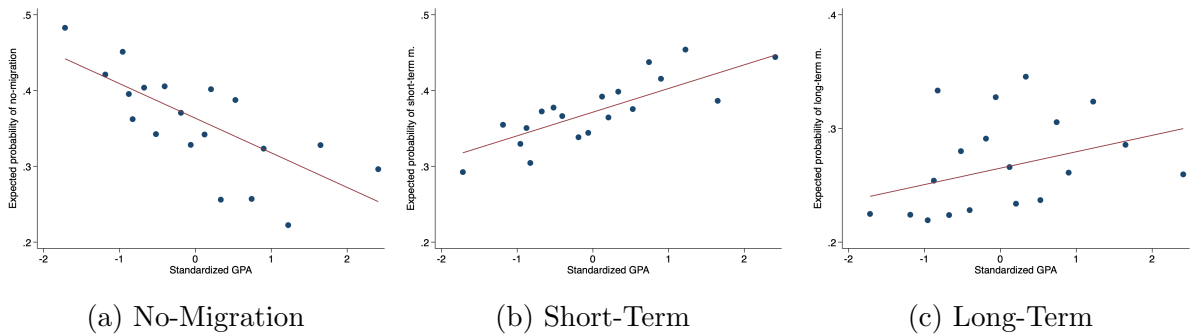 Expected probability of no-migration
.5
.4
.3
.2
-2 -1 0 1 2
Standardized GPA
(a) No-Migration
Expected probability of short-term m.
.5
.4
.3
.2
-2 -1 0 1 2
Standardized GPA
(b) Short-Term
Expected probability of long-term m.
.4
.3
.2
-2 -1 0 1 2
Standardized GPA
(c) Long-Term